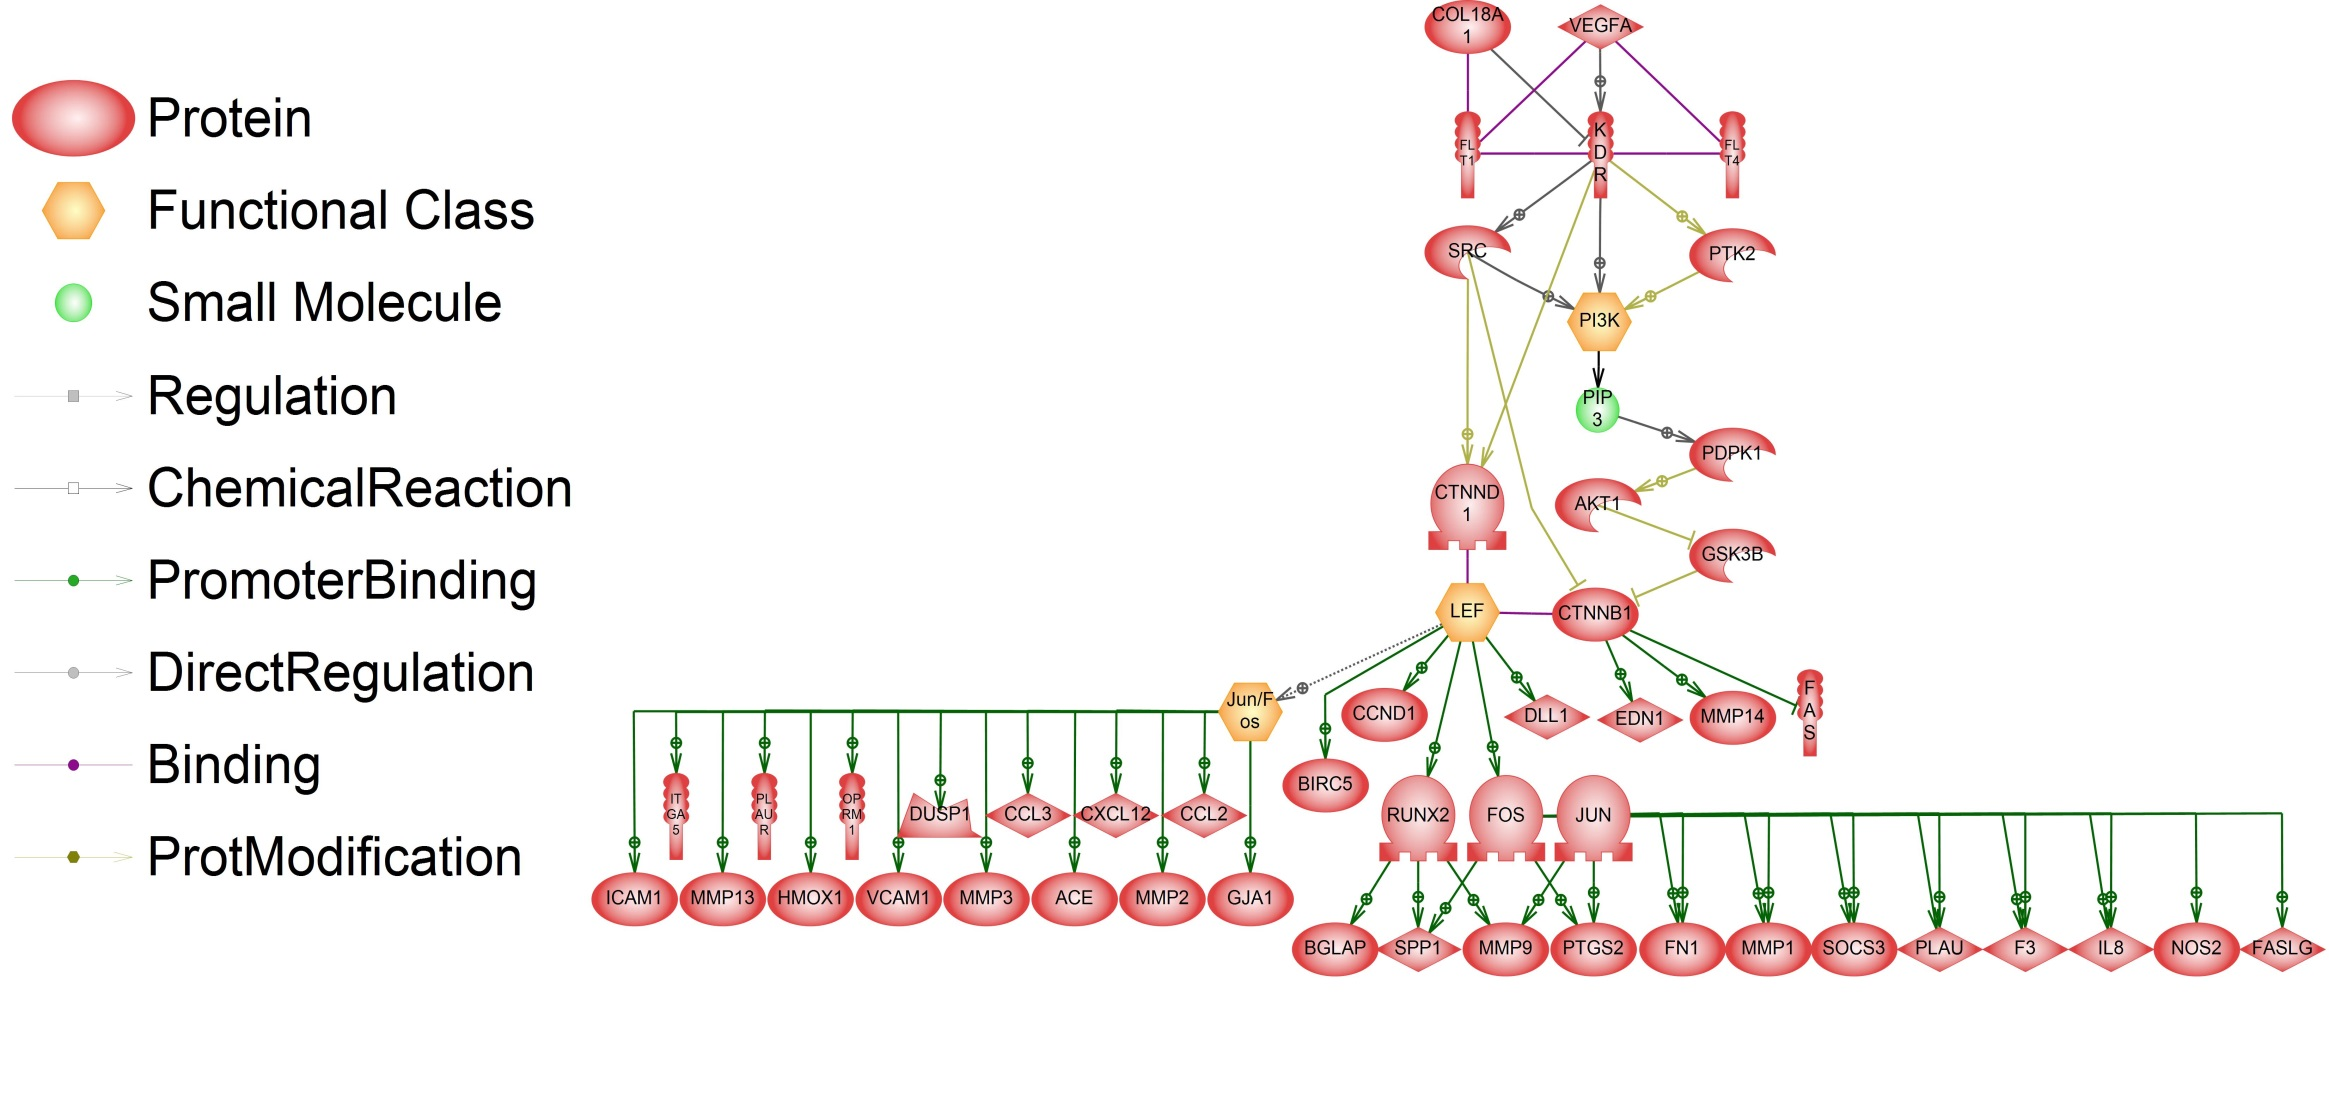 Protein
Functional Class
Small Molecule
Regulation
ChemicalReaction
PromoterBinding
DirectRegulation
Binding
ProtModification
COL18A
1
VEGFA
FL
T1
K
D
R
FL
T4
SRC
PTK2
PI3K
PIP
3
PDPK1
AKT1
CTNND
1
GSK3B
LEF
CTNNB1
Jun/F
os
CCND1
DLL1
EDN1
MMP14
F
A
S
BIRC5
IT
GA
5
PL
AU
R
OP
RM
1
DUSP1
CCL3
CXCL12
CCL2
RUNX2
FOS
JUN
ICAM1
MMP13
HMOX1
VCAM1
MMP3
ACE
MMP2
GJA1
BGLAP
SPP1
MMP9
PTGS2
FN1
MMP1
SOCS3
PLAU
F3
IL8
NOS2
FASLG